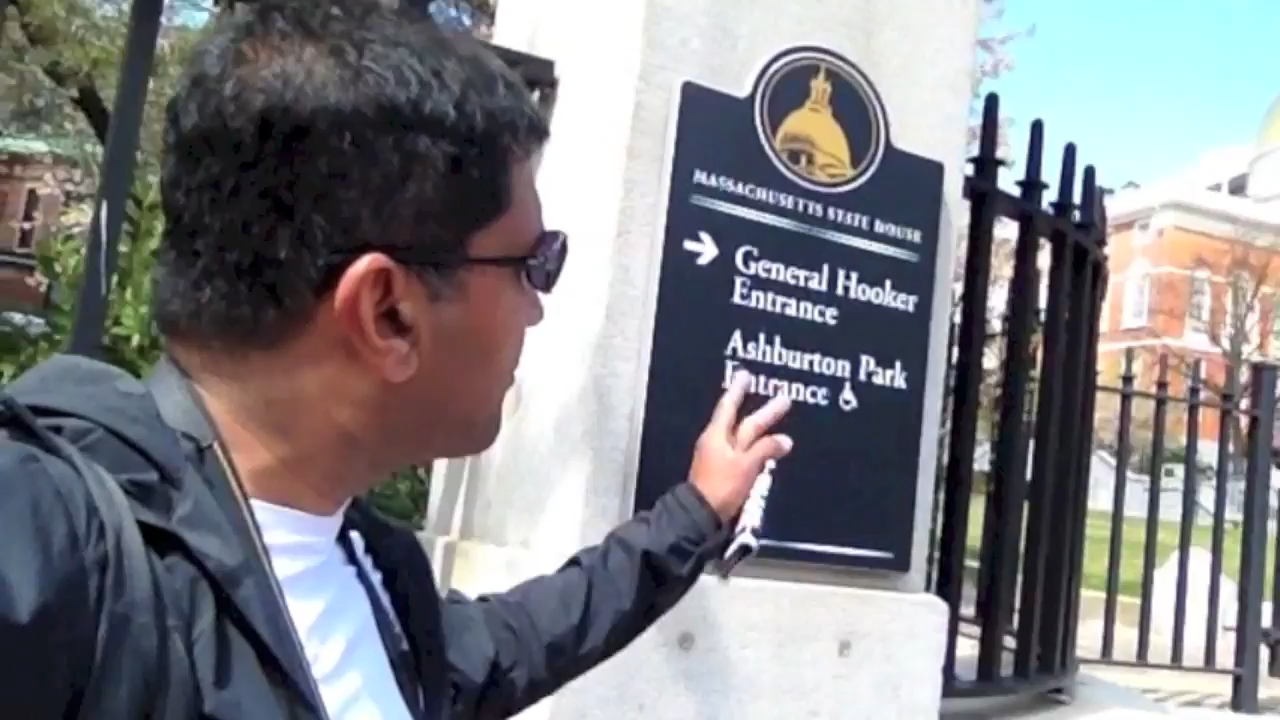 MASSACHUSETTS STATE HOUSE
General Hooker
Entrance
Ashburton Park
Entrance